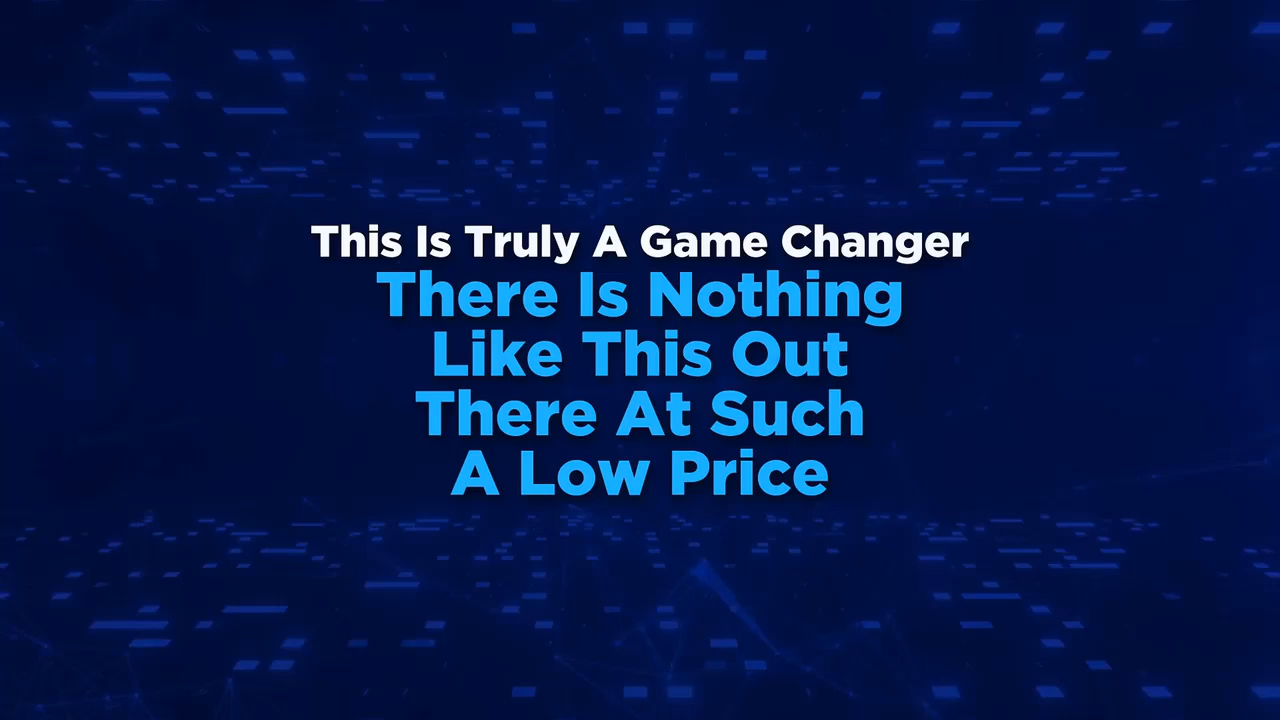 This Is Truly A Game Changer
There Is Nothing
Like This Out
There At Such
A Low Price